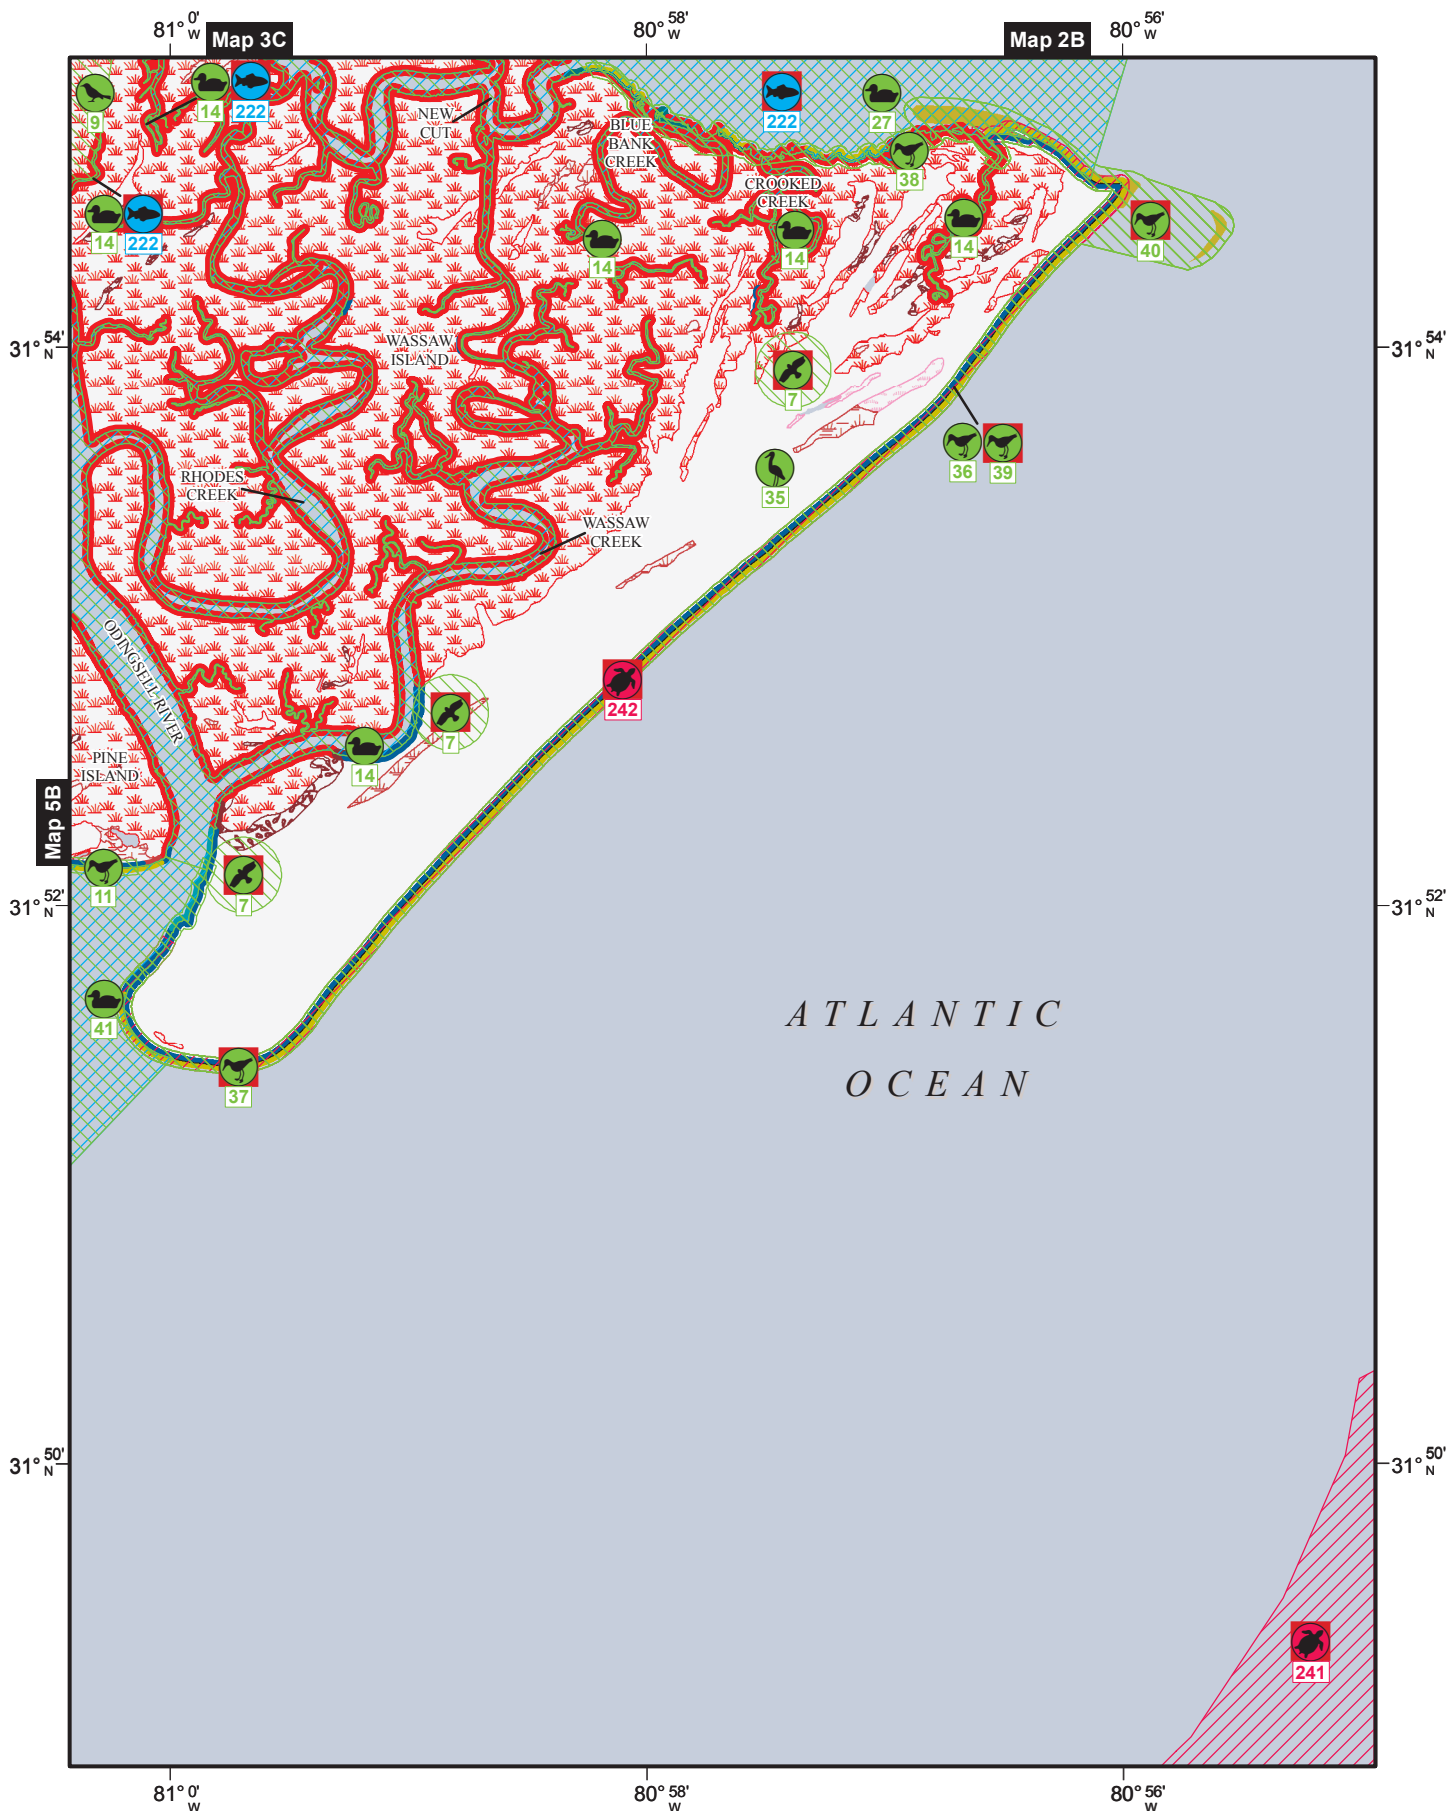 81° 0' W
80° 58' W
80° 56' W
Map 3C
Map 2B
9
14
222
NEW
CUT
BLUE
BANK
CREEK
222
27
38
CROOKED
CREEK
14
222
14
14
14
40
31° 54' N
31° 54' N
WASSAW
ISLAND
7
36
39
35
RHODES
CREEK
WASSAW
CREEK
ODINGSELL RIVER
242
7
14
PINE
ISLAND
Map 5B
11
7
31° 52' N
31° 52' N
41
37
ATLANTIC
OCEAN
31° 50' N
31° 50' N
241
81° 0' W
80° 58' W
80° 56' W